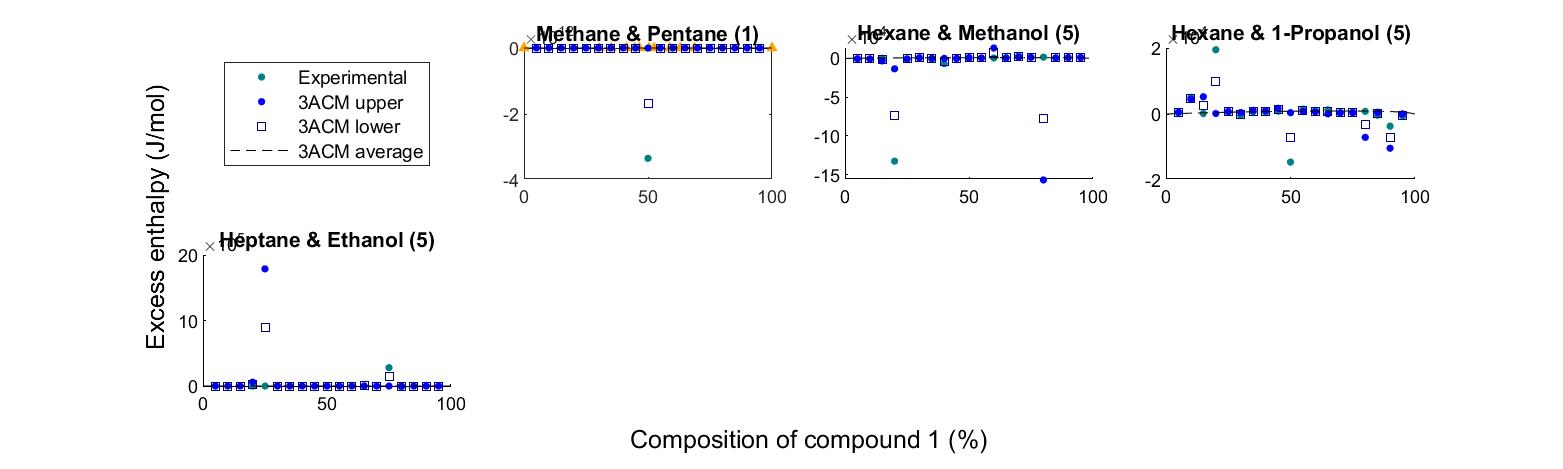 Methane & Pentane (1)
Hexane & Methanol (5)
Hexane & 1-Propanol (5)
Experimental
3ACM upper
3ACM lower
3ACM average
0
-2
-4
0 50 100
0
-5
-10
-15
0 50 100
2
0
-2
0 50 100
Excess enthalpy (J/mol)
Heptane & Ethanol (5)
20
10
0
0 50 100
Composition of compound 1 (%)